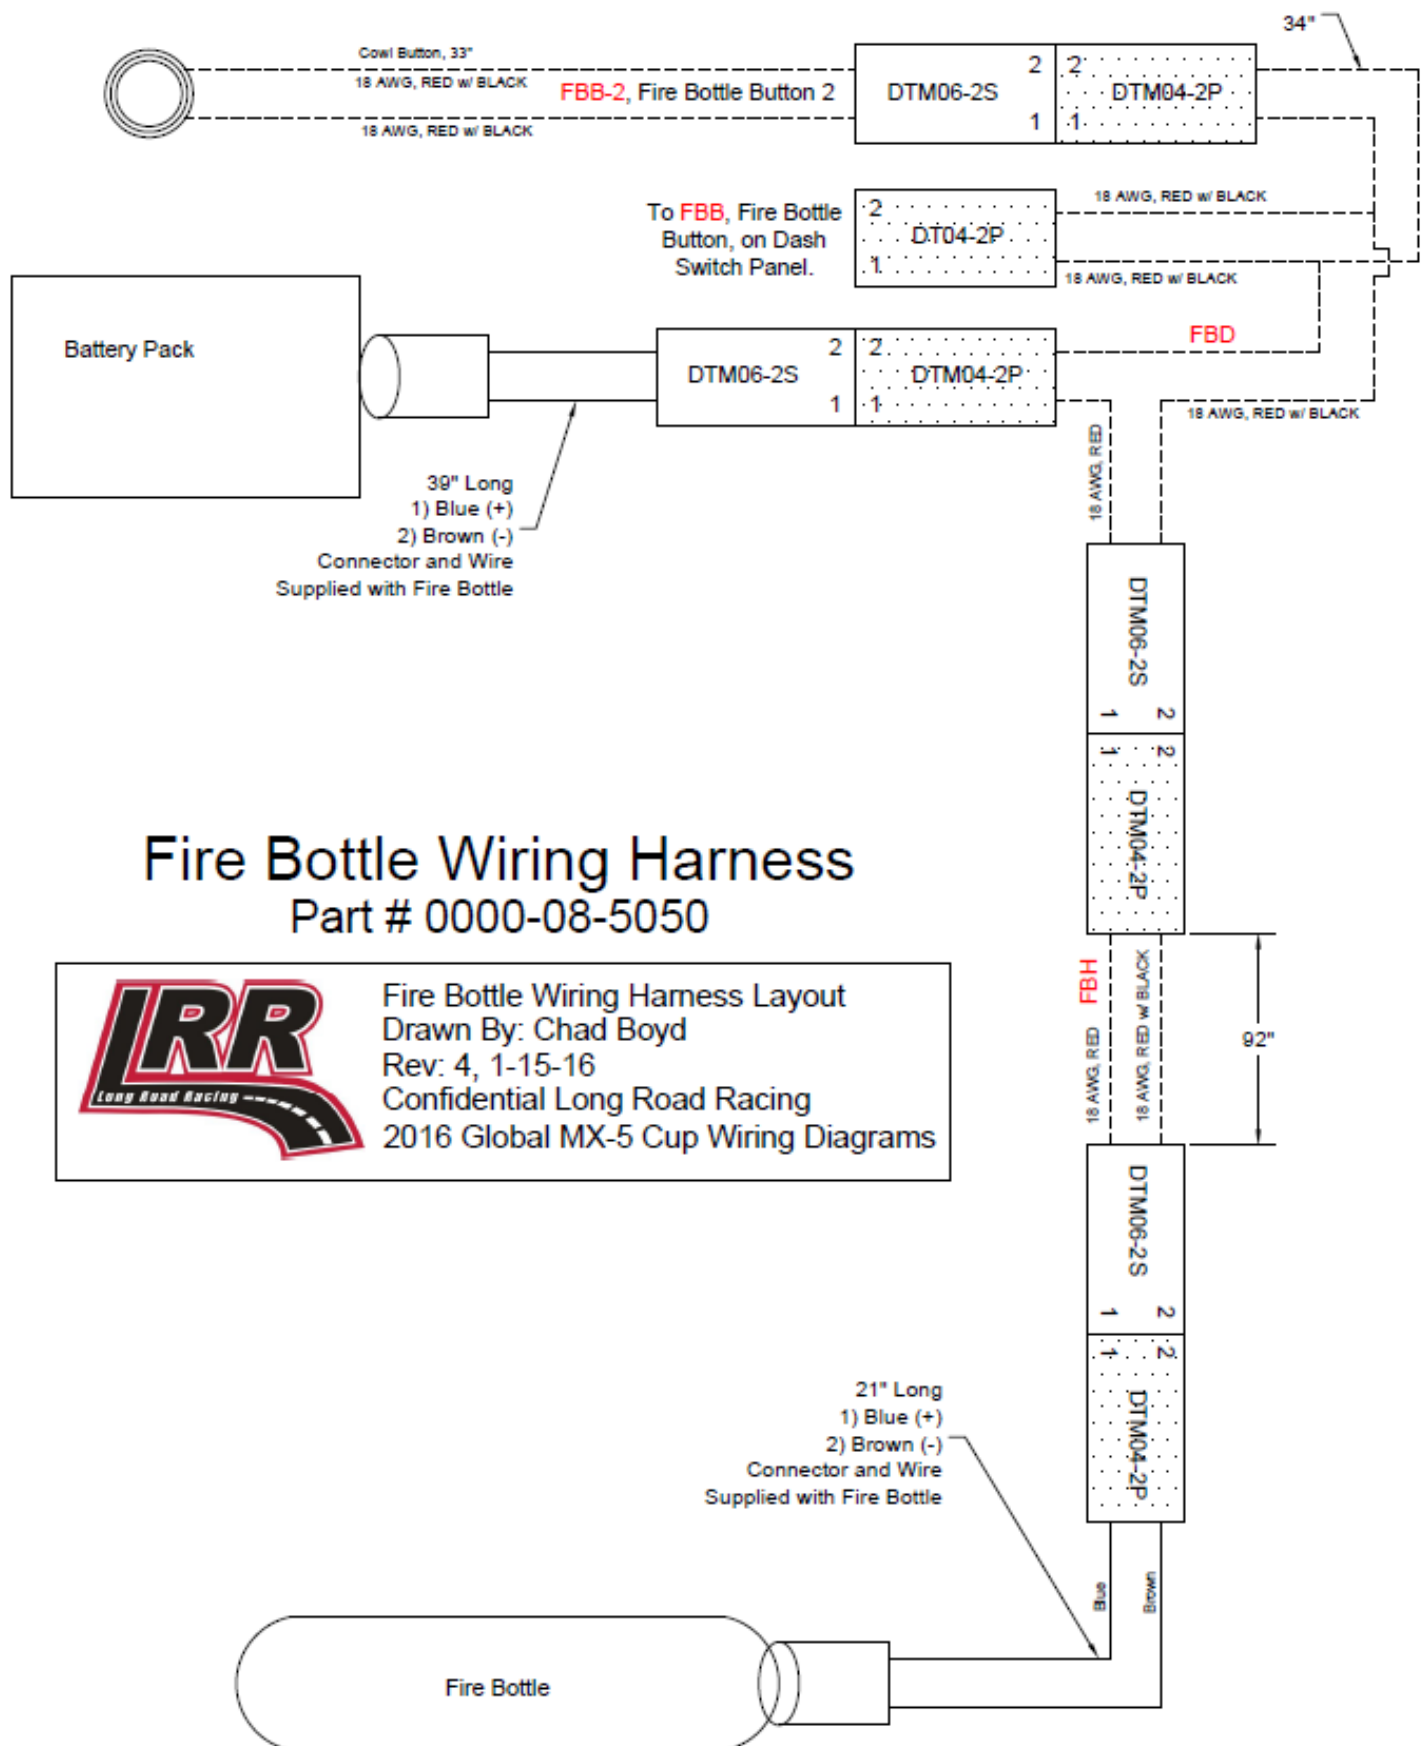 34"
Cowl Button, 33"
18 AWG, RED w/ BLACK
FBB-2, Fire Bottle Button 2
18 AWG, RED w/ BLACK
DTM06-2S
2
1
2
DTM04-2P
1
To FBB, Fire Bottle
Button, on Dash
Switch Panel.
2
DT04-2P
1
18 AWG, RED w/ BLACK
18 AWG, RED w/ BLACK
Battery Pack
DTM06-2S
2
1
2
DTM04-2P
1
FBD
18 AWG, RED w/ BLACK
18 AWG, RED
39" Long
1) Blue (+)
2) Brown (-)
Connector and Wire
Supplied with Fire Bottle
DTM06-2S
1 2
1 2
DTM04-2P
Fire Bottle Wiring Harness
Part # 0000-08-5050
LRR
Long Road Racing
Fire Bottle Wiring Harness Layout
Drawn By: Chad Boyd
Rev: 4, 1-15-16
Confidential Long Road Racing
2016 Global MX-5 Cup Wiring Diagrams
FBH
18 AWG, RED
18 AWG, RED w/ BLACK
92"
DTM06-2S
1 2
1 2
DTM04-2P
21" Long
1) Blue (+)
2) Brown (-)
Connector and Wire
Supplied with Fire Bottle
Blue
Brown
Fire Bottle